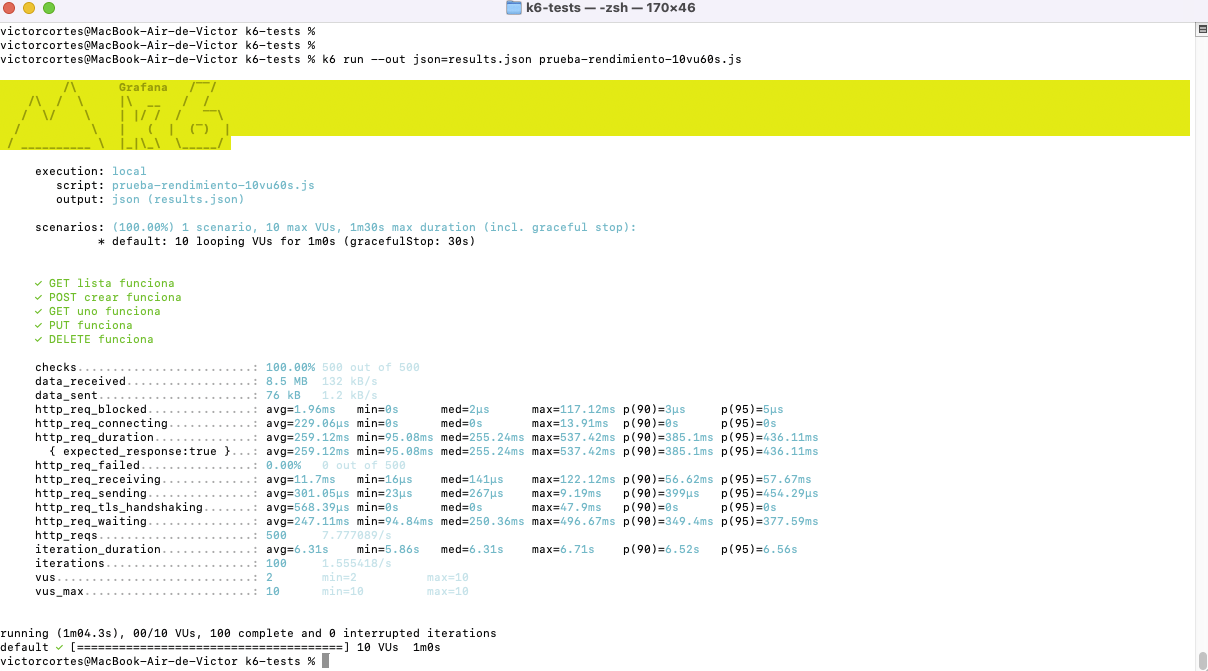 k6-tests — -zsh — 170×46
victorcortes@MacBook-Air-de-Victor k6-tests %
victorcortes@MacBook-Air-de-Victor k6-tests %
victorcortes@MacBook-Air-de-Victor k6-tests % k6 run --out json=results.json prueba-rendimiento-10vu60s.js
         /\      Grafana   /‾‾/
    /\  /  \     |\  __   /  /
   /  \/    \    | |/ /  /   ‾‾\
  /          \   |   (  |  (‾)  |
 / __________ \  |_|\_\  \_____/
execution: local
script: prueba-rendimiento-10vu60s.js
output: json (results.json)
scenarios: (100.00%) 1 scenario, 10 max VUs, 1m30s max duration (incl. graceful stop):
* default: 10 looping VUs for 1m0s (gracefulStop: 30s)
✓ GET lista funciona
✓ POST crear funciona
✓ GET uno funciona
✓ PUT funciona
✓ DELETE funciona
checks.........................: 100.00% 500 out of 500
data_received..................: 8.5 MB  132 kB/s
data_sent......................: 76 kB   1.2 kB/s
http_req_blocked...............: avg=1.96ms   min=0s      med=2µs      max=117.12ms p(90)=3µs     p(95)=5µs
http_req_connecting............: avg=229.06µs min=0s      med=0s       max=13.91ms  p(90)=0s      p(95)=0s
http_req_duration..............: avg=259.12ms min=95.08ms med=255.24ms max=537.42ms p(90)=385.1ms p(95)=436.11ms
{ expected_response:true }...: avg=259.12ms min=95.08ms med=255.24ms max=537.42ms p(90)=385.1ms p(95)=436.11ms
http_req_failed................: 0.00%   0 out of 500
http_req_receiving.............: avg=11.7ms   min=16µs    med=141µs    max=122.12ms p(90)=56.62ms p(95)=57.67ms
http_req_sending...............: avg=301.05µs min=23µs    med=267µs    max=9.19ms   p(90)=399µs   p(95)=454.29µs
http_req_tls_handshaking.......: avg=568.39µs min=0s      med=0s       max=47.9ms   p(90)=0s      p(95)=0s
http_req_waiting...............: avg=247.11ms min=94.84ms med=250.36ms max=496.67ms p(90)=349.4ms p(95)=377.59ms
http_reqs......................: 500     7.777089/s
iteration_duration.............: avg=6.31s    min=5.86s   med=6.31s    max=6.71s    p(90)=6.52s   p(95)=6.56s
iterations.....................: 100     1.555418/s
vus............................: 2       min=2          max=10
vus_max........................: 10      min=10         max=10
running (1m04.3s), 00/10 VUs, 100 complete and 0 interrupted iterations
default ✓ [======================================] 10 VUs  1m0s
victorcortes@MacBook-Air-de-Victor k6-tests %